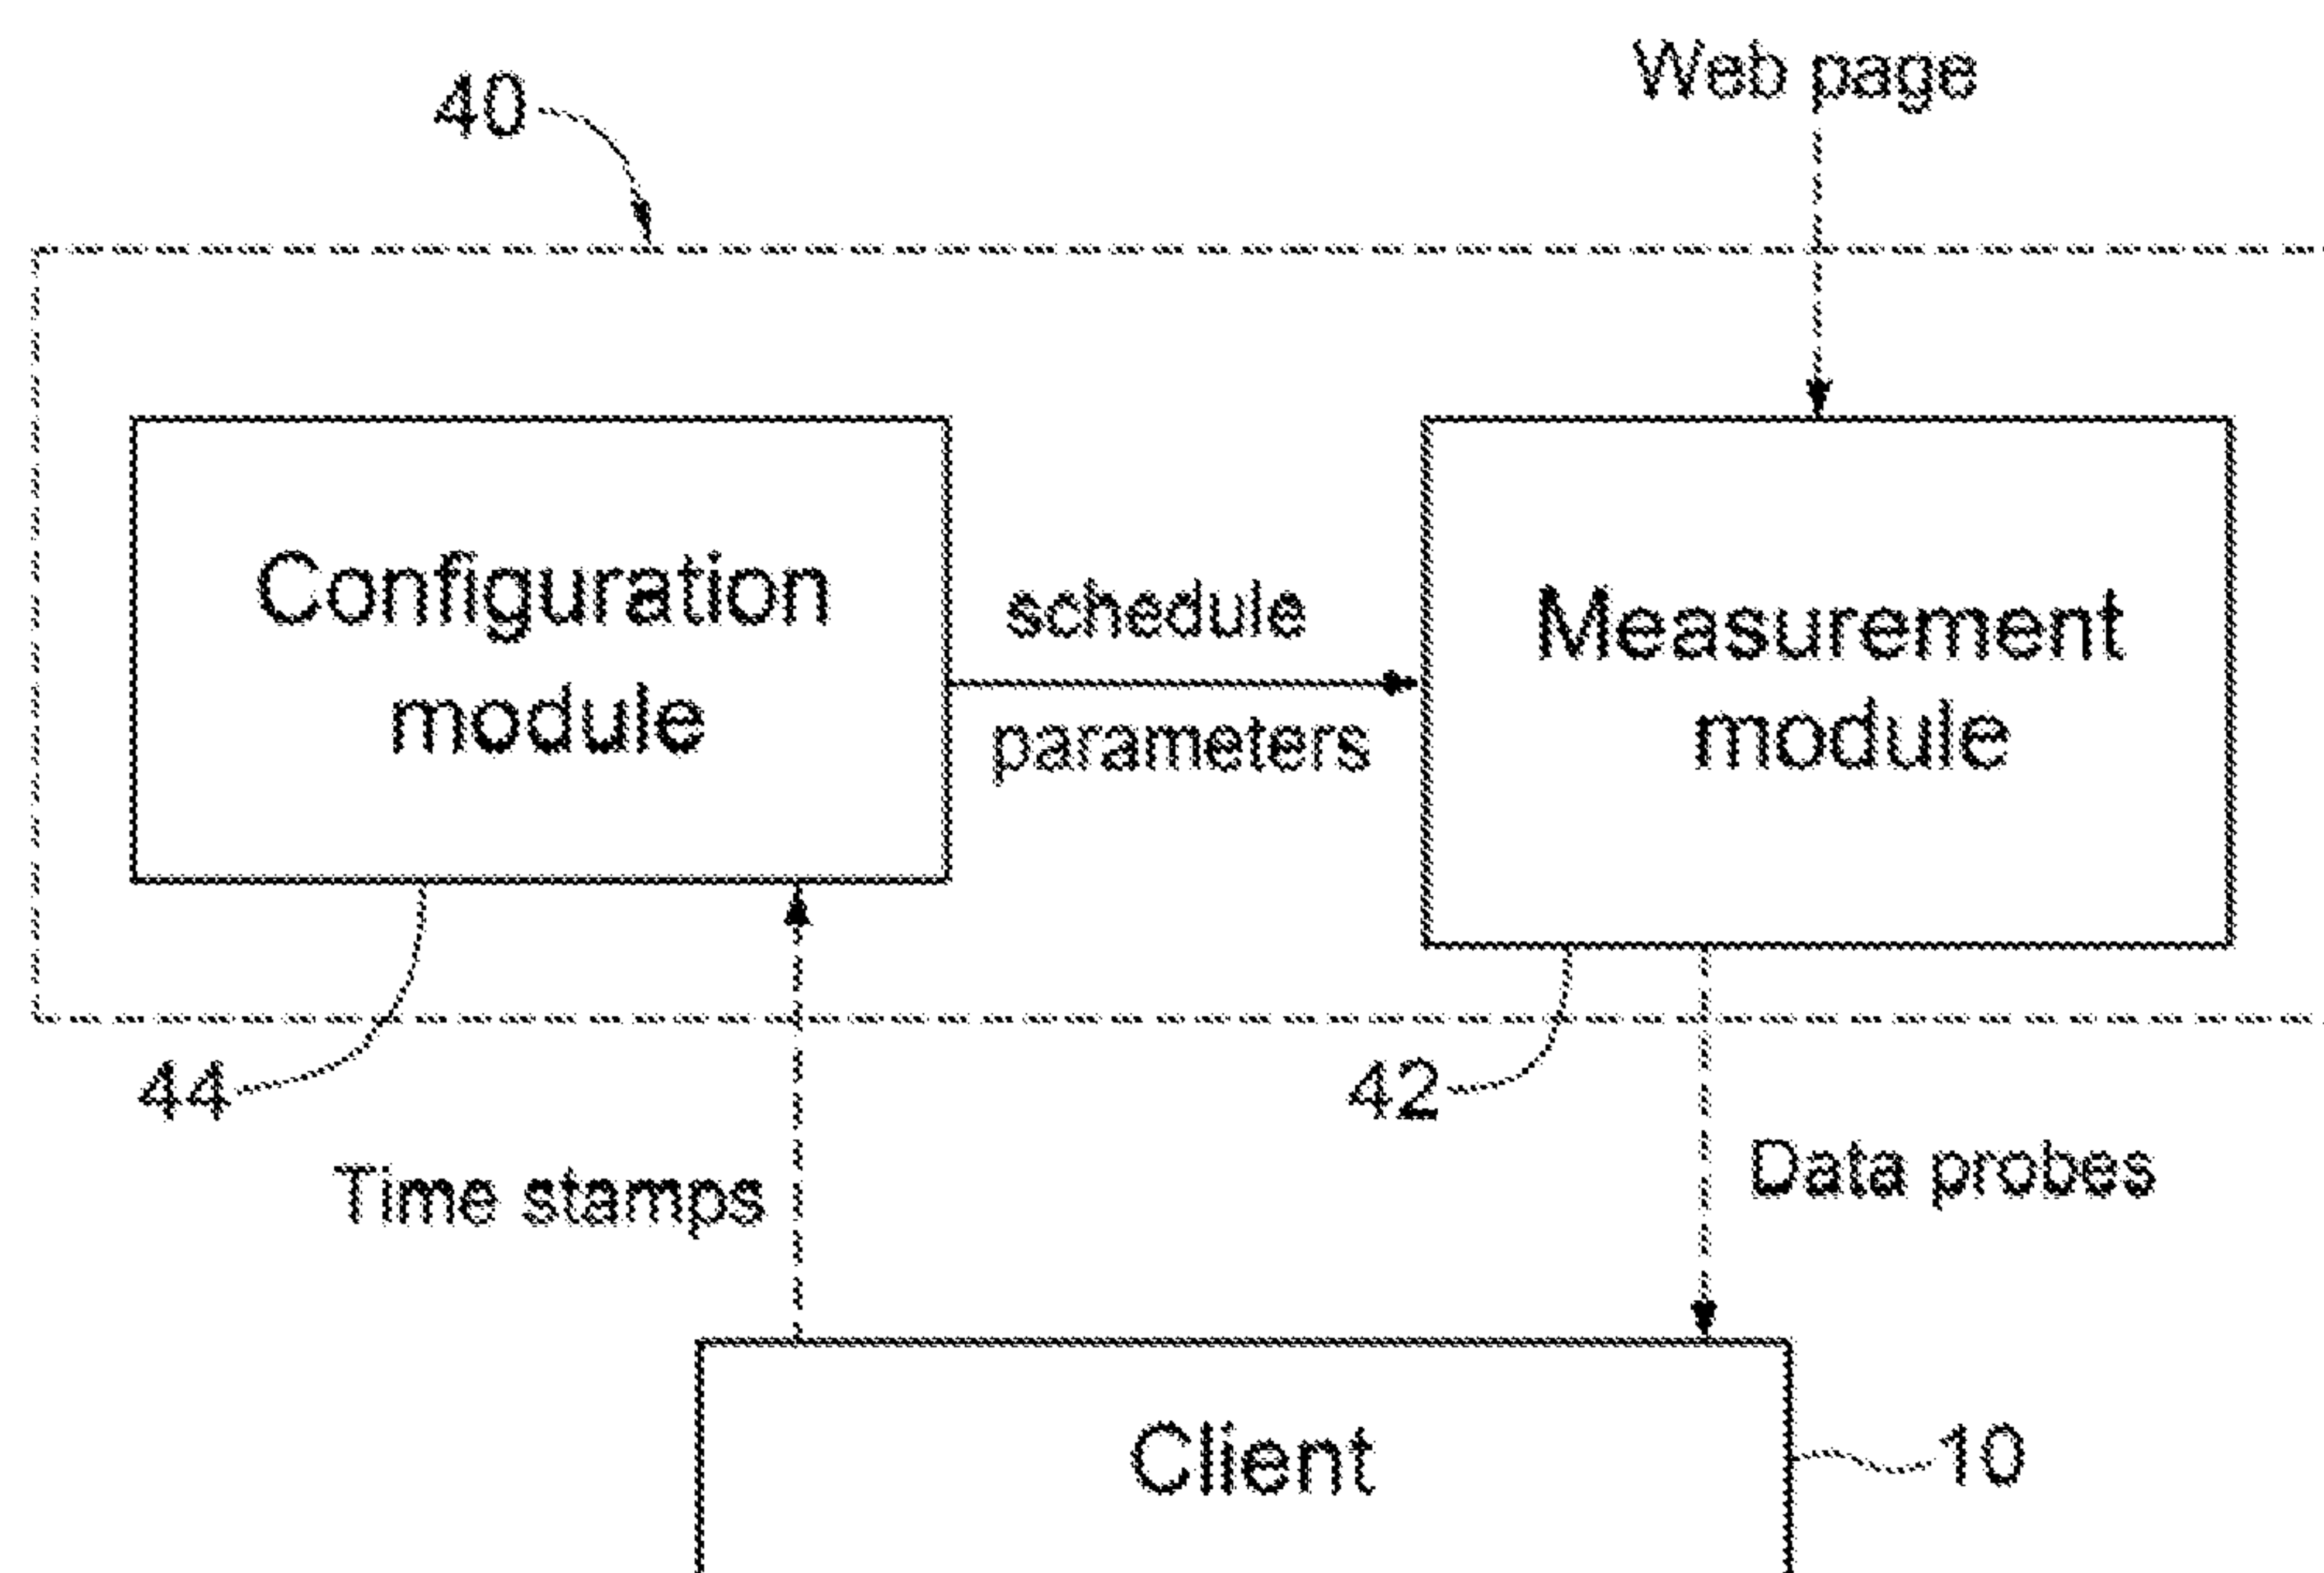 Web page
40
Configuration
module
schedule
parameters
Measurement
module
44
42
Time stamps
Data probes
Client
10